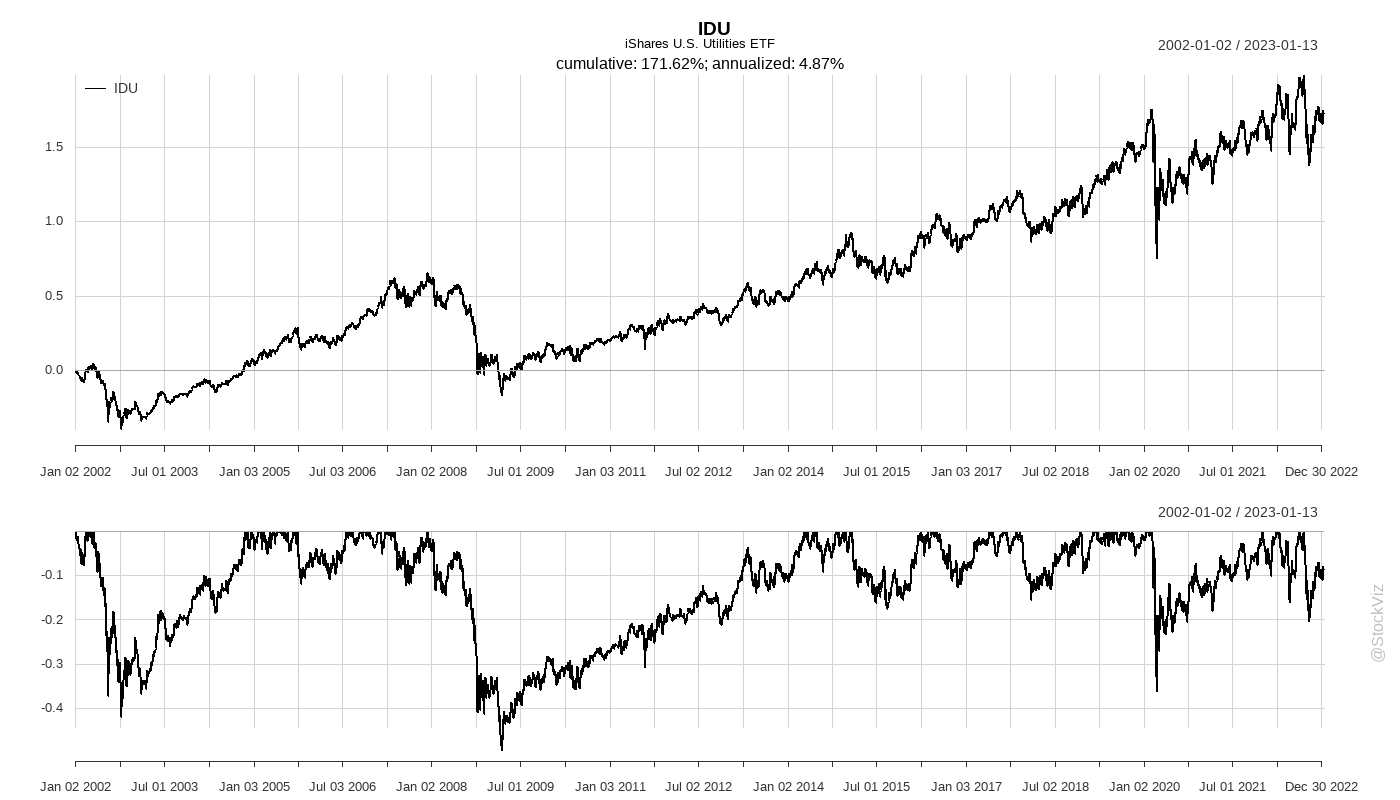 IDU
iShares U.S. Utilities ETF
2002-01-02 / 2023-01-13
cumulative: 171.62%; annualized: 4.87%
IDU
1.5
1.0
0.5
0.0
Jan 02 2002 Jul 01 2003 Jan 03 2005 Jul 03 2006 Jan 02 2008 Jul 01 2009 Jan 03 2011 Jul 02 2012 Jan 02 2014 Jul 01 2015 Jan 03 2017 Jul 02 2018 Jan 02 2020 Jul 01 2021 Dec 30 2022
2002-01-02 / 2023-01-13
-0.1
-0.2
-0.3
-0.4
Jan 02 2002 Jul 01 2003 Jan 03 2005 Jul 03 2006 Jan 02 2008 Jul 01 2009 Jan 03 2011 Jul 02 2012 Jan 02 2014 Jul 01 2015 Jan 03 2017 Jul 02 2018 Jan 02 2020 Jul 01 2021 Dec 30 2022
@StockViz